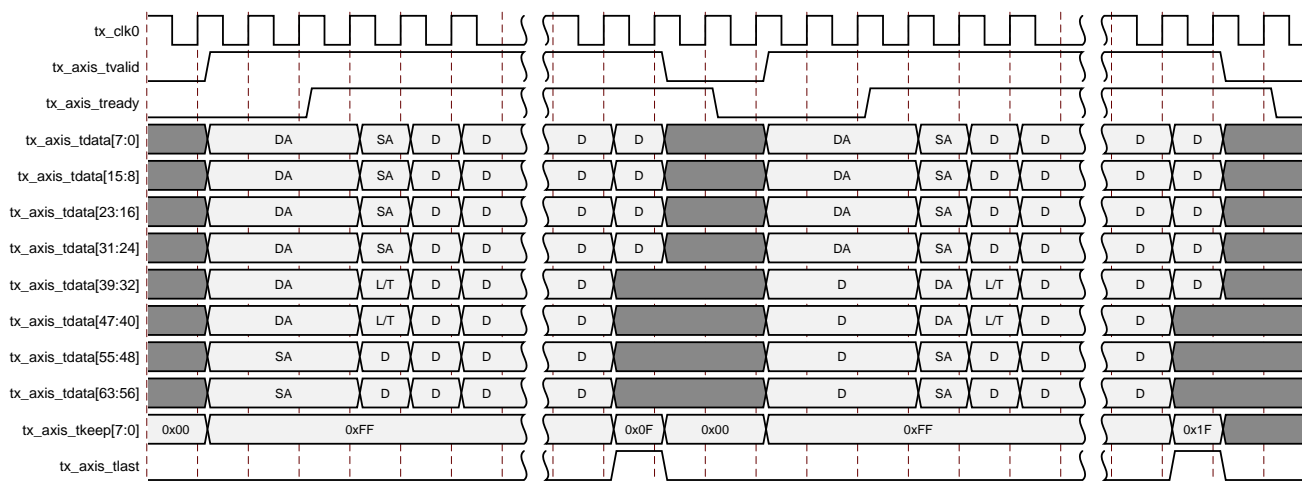 tx_clk0
tx_axis_tvalid
tx_axis_tready
tx_axis_tdata[7:0] DA SA D D D D DA SA D D D D
tx_axis_tdata[15:8] DA SA D D D D DA SA D D D D
tx_axis_tdata[23:16] DA SA D D D D DA SA D D D D
tx_axis_tdata[31:24] DA SA D D D D DA SA D D D D
tx_axis_tdata[39:32] DA L/T D D D D DA L/T D D D
tx_axis_tdata[47:40] DA L/T D D D D DA L/T D D
tx_axis_tdata[55:48] SA D D D D D SA D D D
tx_axis_tdata[63:56] SA D D D D D SA D D D
tx_axis_tkeep[7:0] 0x00 0xFF 0x0F 0x00 0xFF 0x1F
tx_axis_tlast